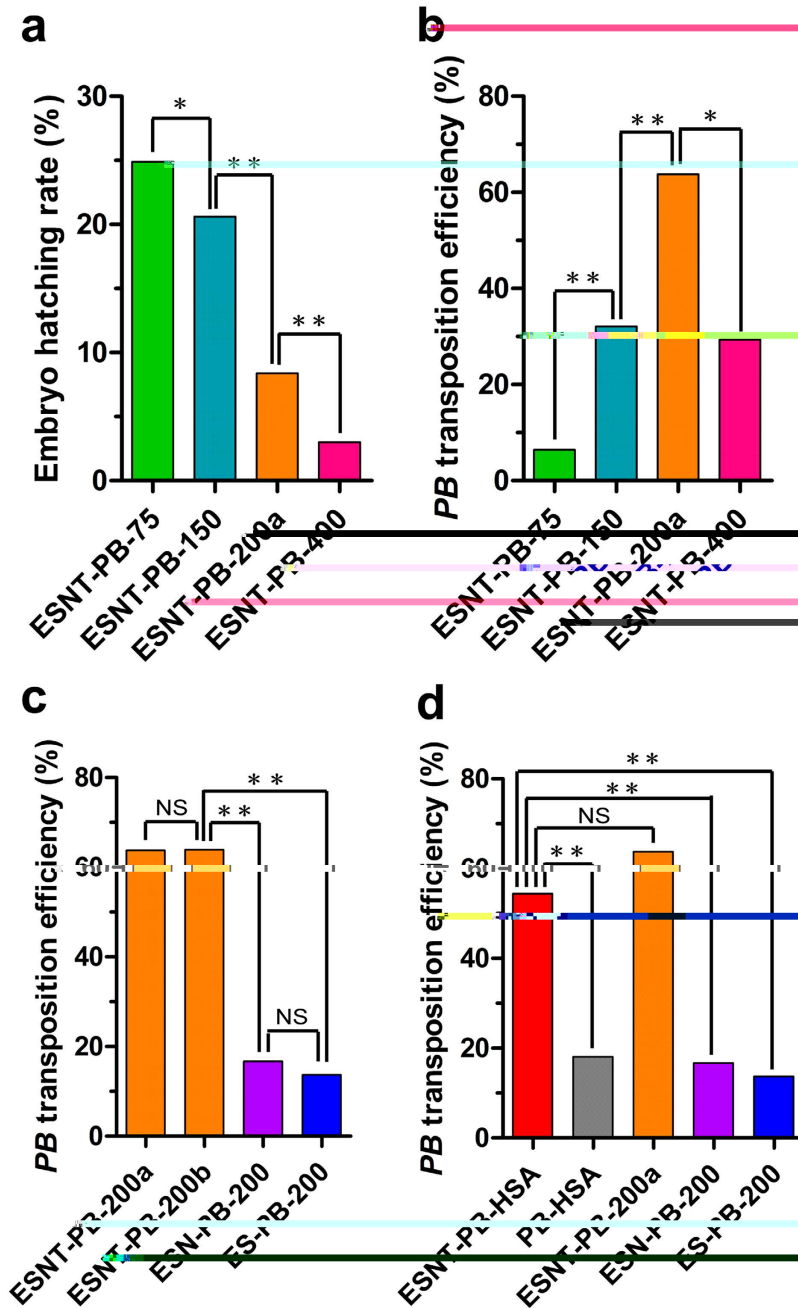 a
Embryo hatching rate (%)
30
20
10
0
*
**
**
ESNT-PB-75
ESNT-PB-150
ESNT-PB-200a
ESNT-PB-400
b
PB transposition efficiency (%)
80
60
40
20
0
**
**
*
ESNT-PB-75
ESNT-PB-150
ESNT-PB-200a
ESNT-PB-400
c
PB transposition efficiency (%)
80
60
40
20
0
NS
**
**
NS
ESNT-PB-200a
ESNT-PB-200b
ESN-PB-200
ES-PB-200
d
PB transposition efficiency (%)
80
60
40
20
0
**
**
NS
**
ESNT-PB-HSA
PB-HSA
ESNT-PB-200a
ESN-PB-200
ES-PB-200